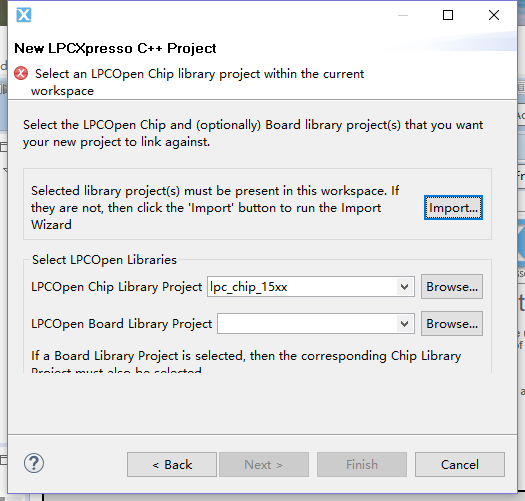 New LPCXpresso C++ Project
Select an LPCOpen Chip library project within the current
workspace
Select the LPCOpen Chip and (optionally) Board library project(s) that you want
your new project to link against.
Selected library project(s) must be present in this workspace. If
they are not, then click the 'Import' button to run the Import
Wizard
Import...
Select LPCOpen Libraries
LPCOpen Chip Library Project lpc_chip_15xx Browse...
LPCOpen Board Library Project Browse...
If a Board Library Project is selected, then the corresponding Chip Library
Project must also be selected
< Back Next > Finish Cancel